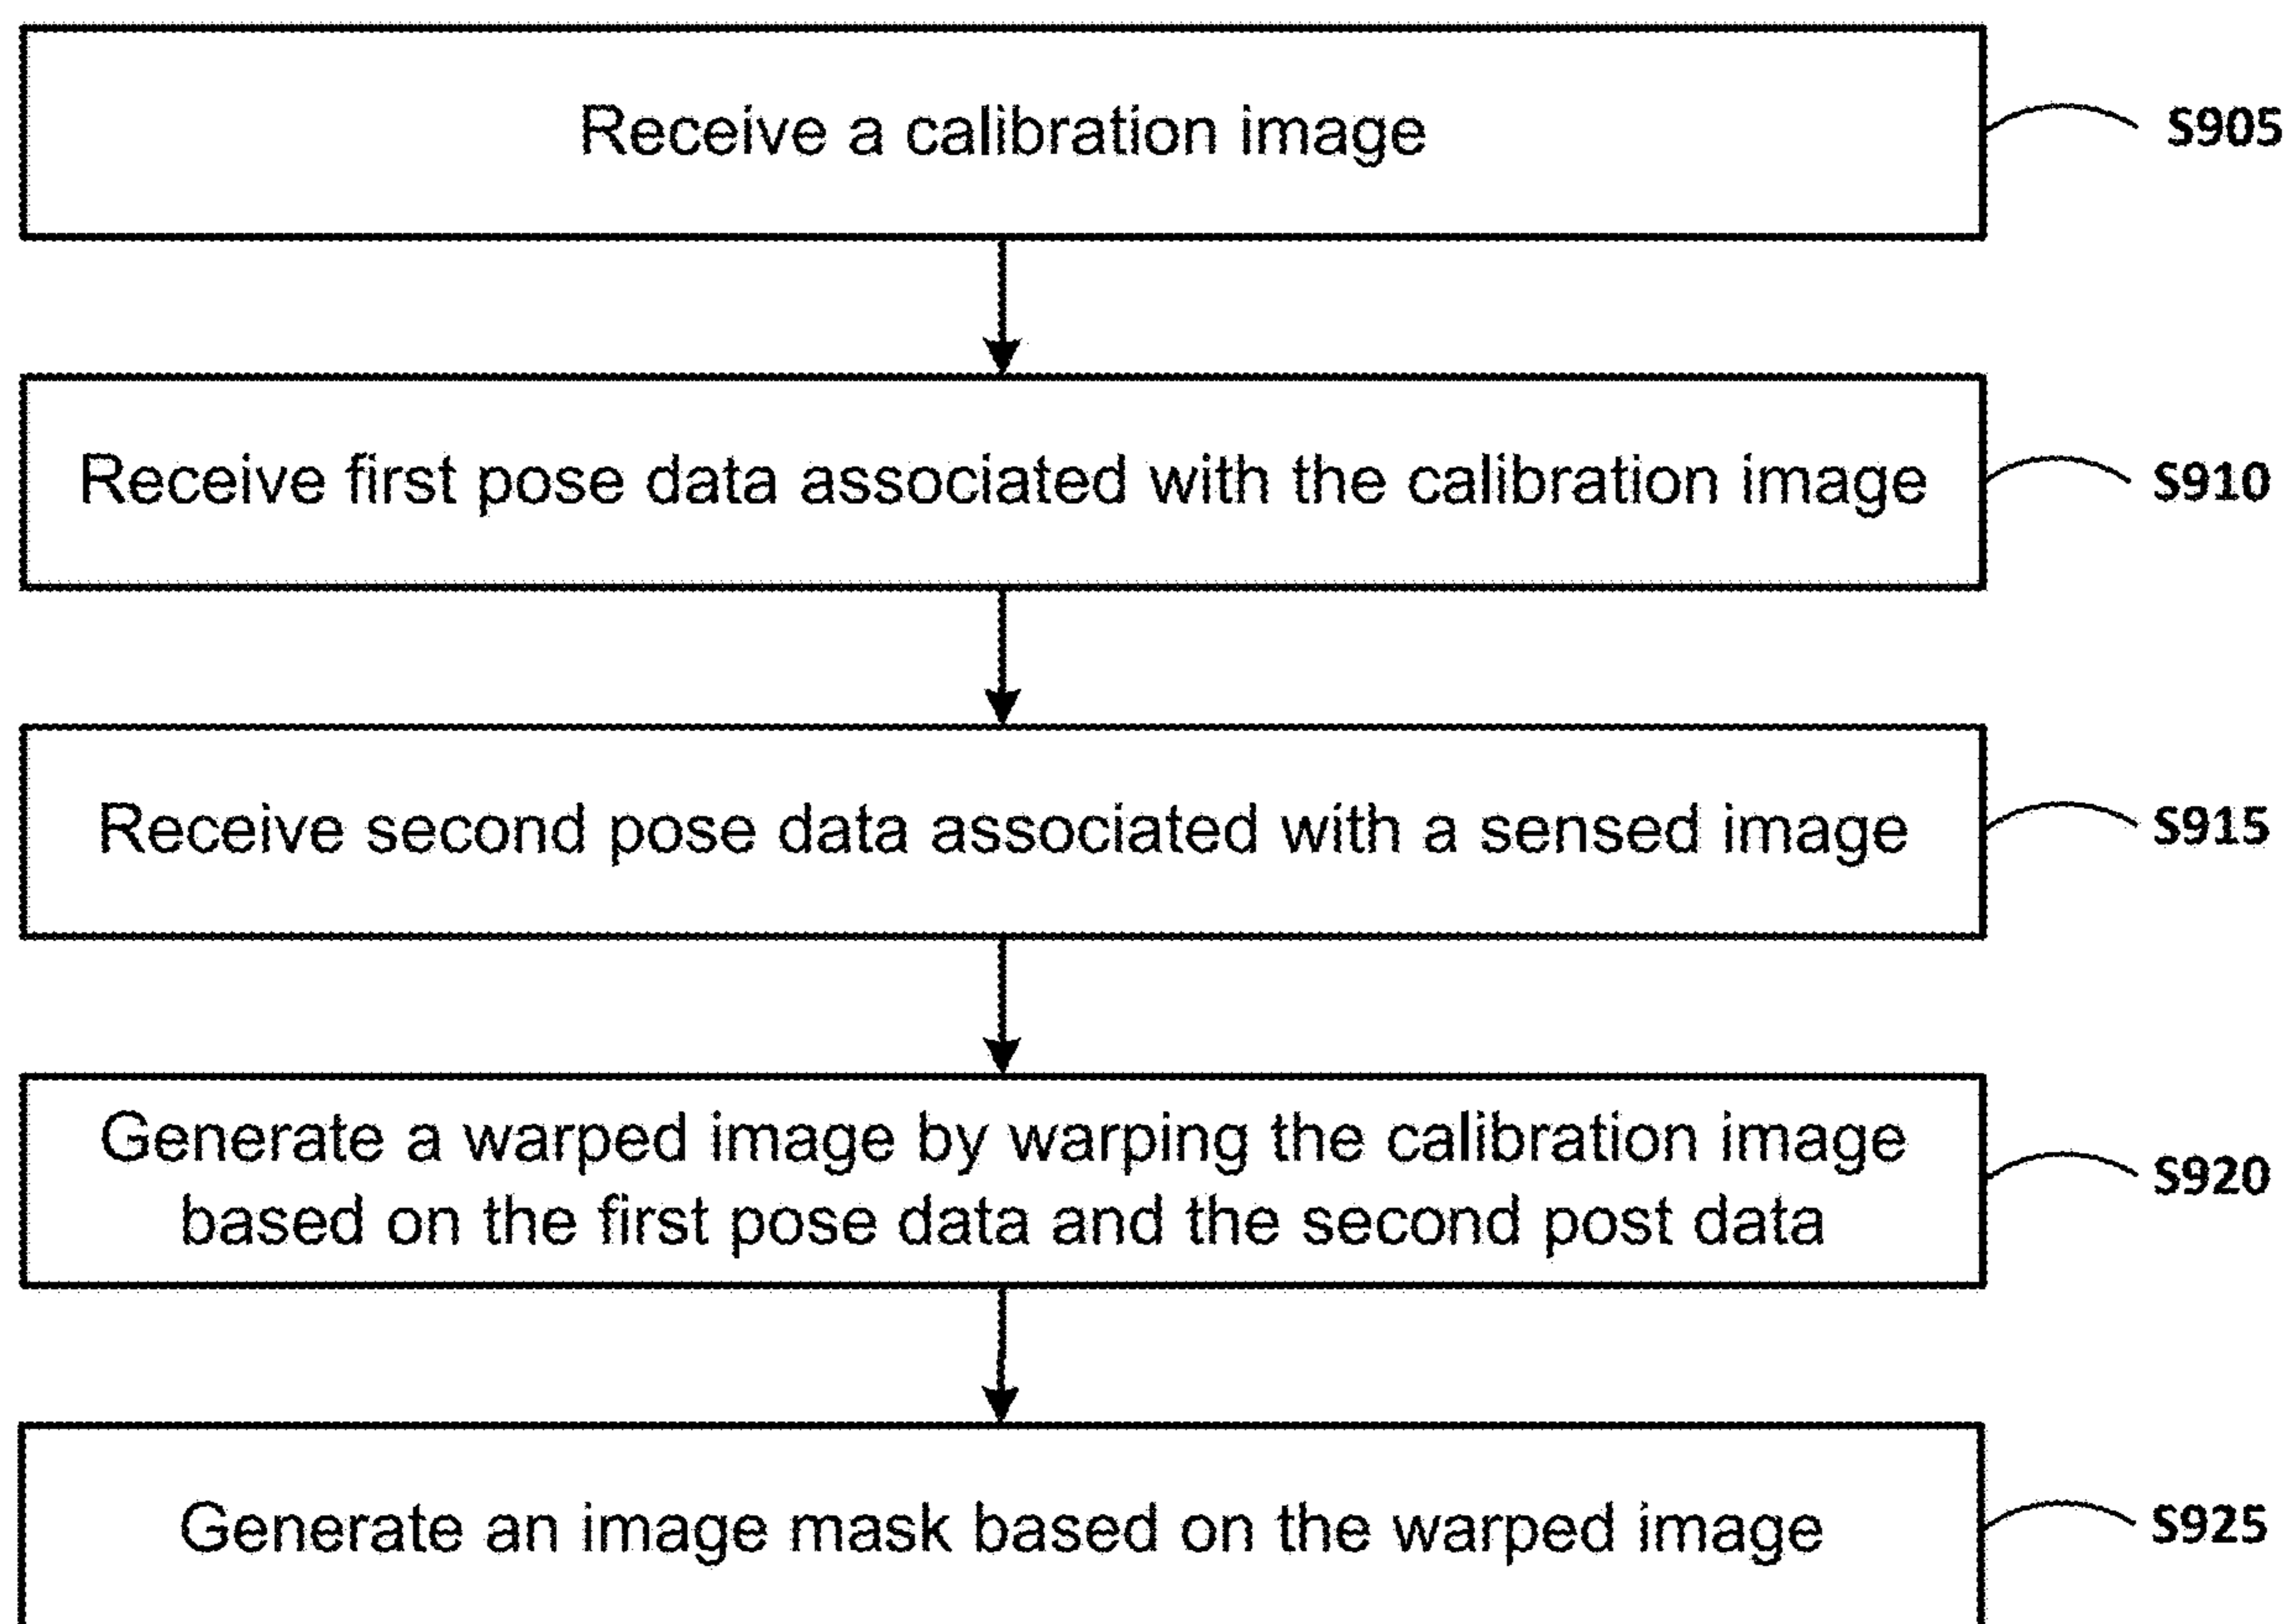 Receive a calibration image
S905
Receive first pose data associated with the calibration image
S910
Receive second pose data associated with a sensed image
S915
Generate a warped image by warping the calibration image
based on the first pose data and the second post data
S920
Generate an image mask based on the warped image
S925